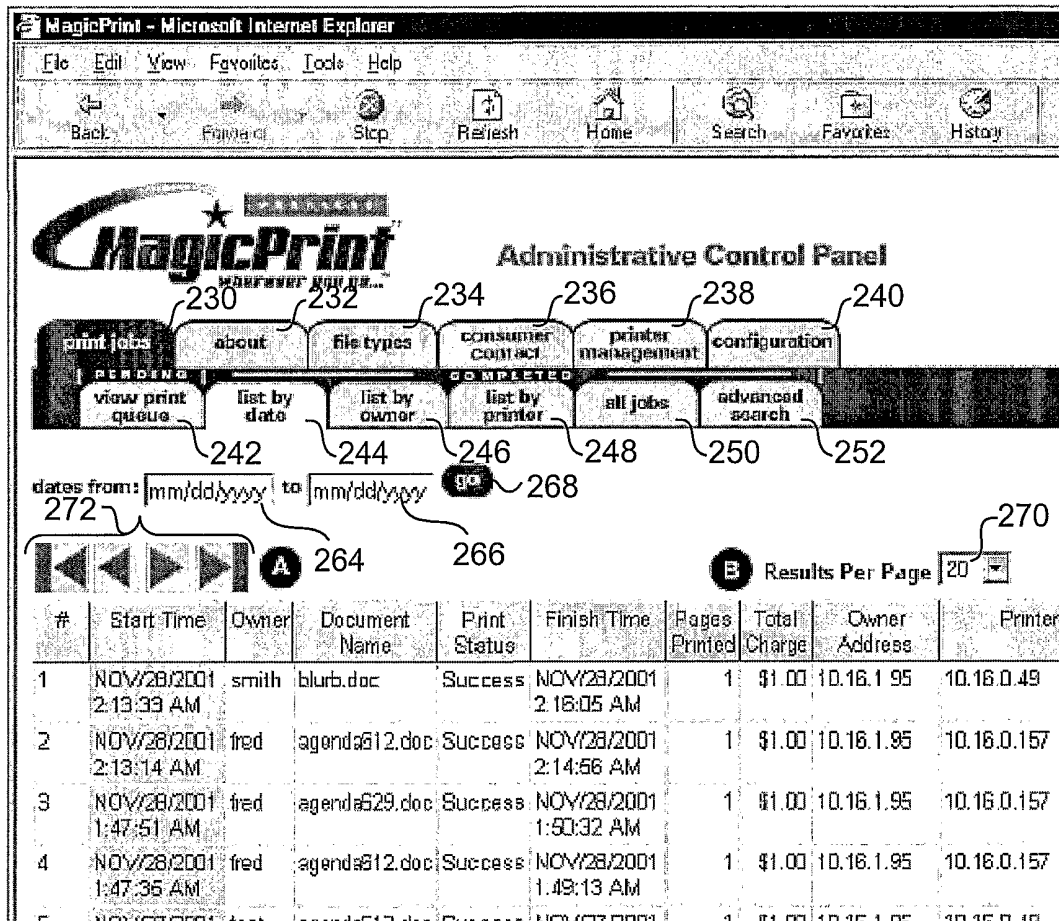 MagicPrint - Microsoft Internet Explorer
File Edit View Favorites Tools Help
Back Forward Stop Refresh Home Search Favorites History
MagicPrint
wherever you go...
Administrative Control Panel
230 232 234 236 238 240
print jobs about file types consumer contact printer management configuration
PENDING COMPLETED
view print queue list by date list by owner list by printer all jobs advanced search
242 244 246 248 250 252
dates from: mm/dd/yyyy to mm/dd/yyyy go 268
272 264 266 270
A B Results Per Page 20
# Start Time Owner Document Name Print Status Finish Time Pages Printed Total Charge Owner Address Printer
1 NOV/28/2001 2:13:33 AM smith blurb.doc Success NOV/28/2001 2:16:05 AM 1 $1.00 10.16.1.95 10.16.0.49
2 NOV/28/2001 2:13:14 AM fred agenda612.doc Success NOV/28/2001 2:14:56 AM 1 $1.00 10.16.1.95 10.16.0.157
3 NOV/28/2001 1:47:51 AM fred agenda629.doc Success NOV/28/2001 1:50:32 AM 1 $1.00 10.16.1.95 10.16.0.157
4 NOV/28/2001 1:47:35 AM fred agenda612.doc Success NOV/28/2001 1:49:13 AM 1 $1.00 10.16.1.95 10.16.0.157